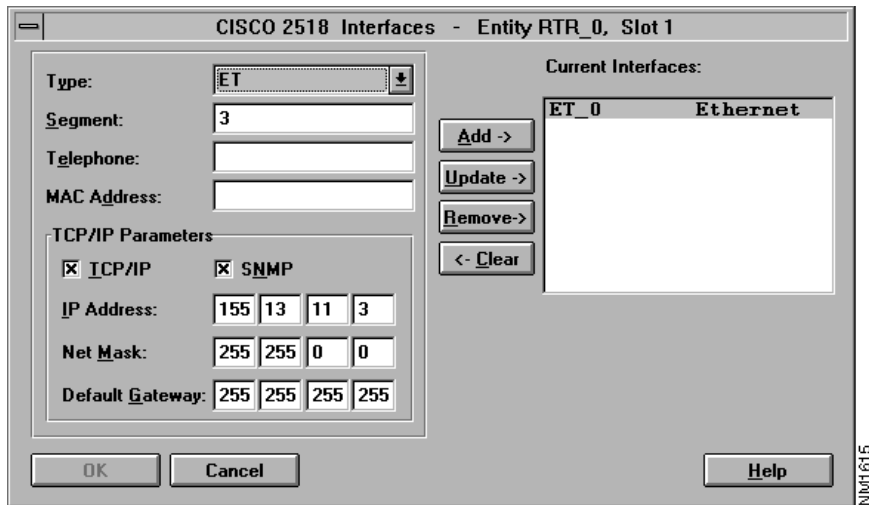 CISCO 2518 Interfaces - Entity RTR_0, Slot 1
Type: ET
Segment: 3
Telephone:
MAC Address:
TCP/IP Parameters
TCP/IP SNMP
IP Address: 155 13 11 3
Net Mask: 255 255 0 0
Default Gateway: 255 255 255 255
Add ->
Update ->
Remove->
<- Clear
Current Interfaces:
ET_0 Ethernet
OK
Cancel
Help
NM1615